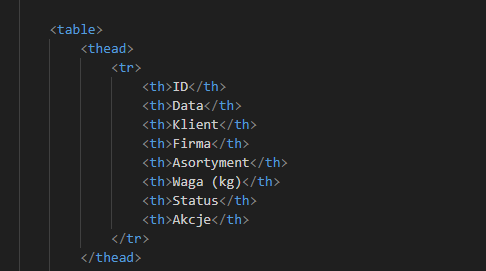 <table>
<thead>
<tr>
<th>ID</th>
<th>Data</th>
<th>Klient</th>
<th>Firma</th>
<th>Asortyment</th>
<th>Waga (kg)</th>
<th>Status</th>
<th>Akcje</th>
</tr>
</thead>